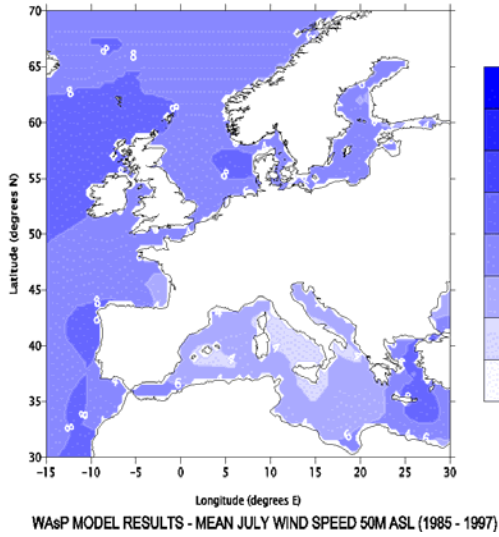 70
65
60
55
50
45
40
35
30
Latitude (degrees N)
-15 -10 -5 0 5 10 15 20 25 30
Longitude (degrees E)
WAsP MODEL RESULTS - MEAN JULY WIND SPEED 50M ASL (1985 - 1997)